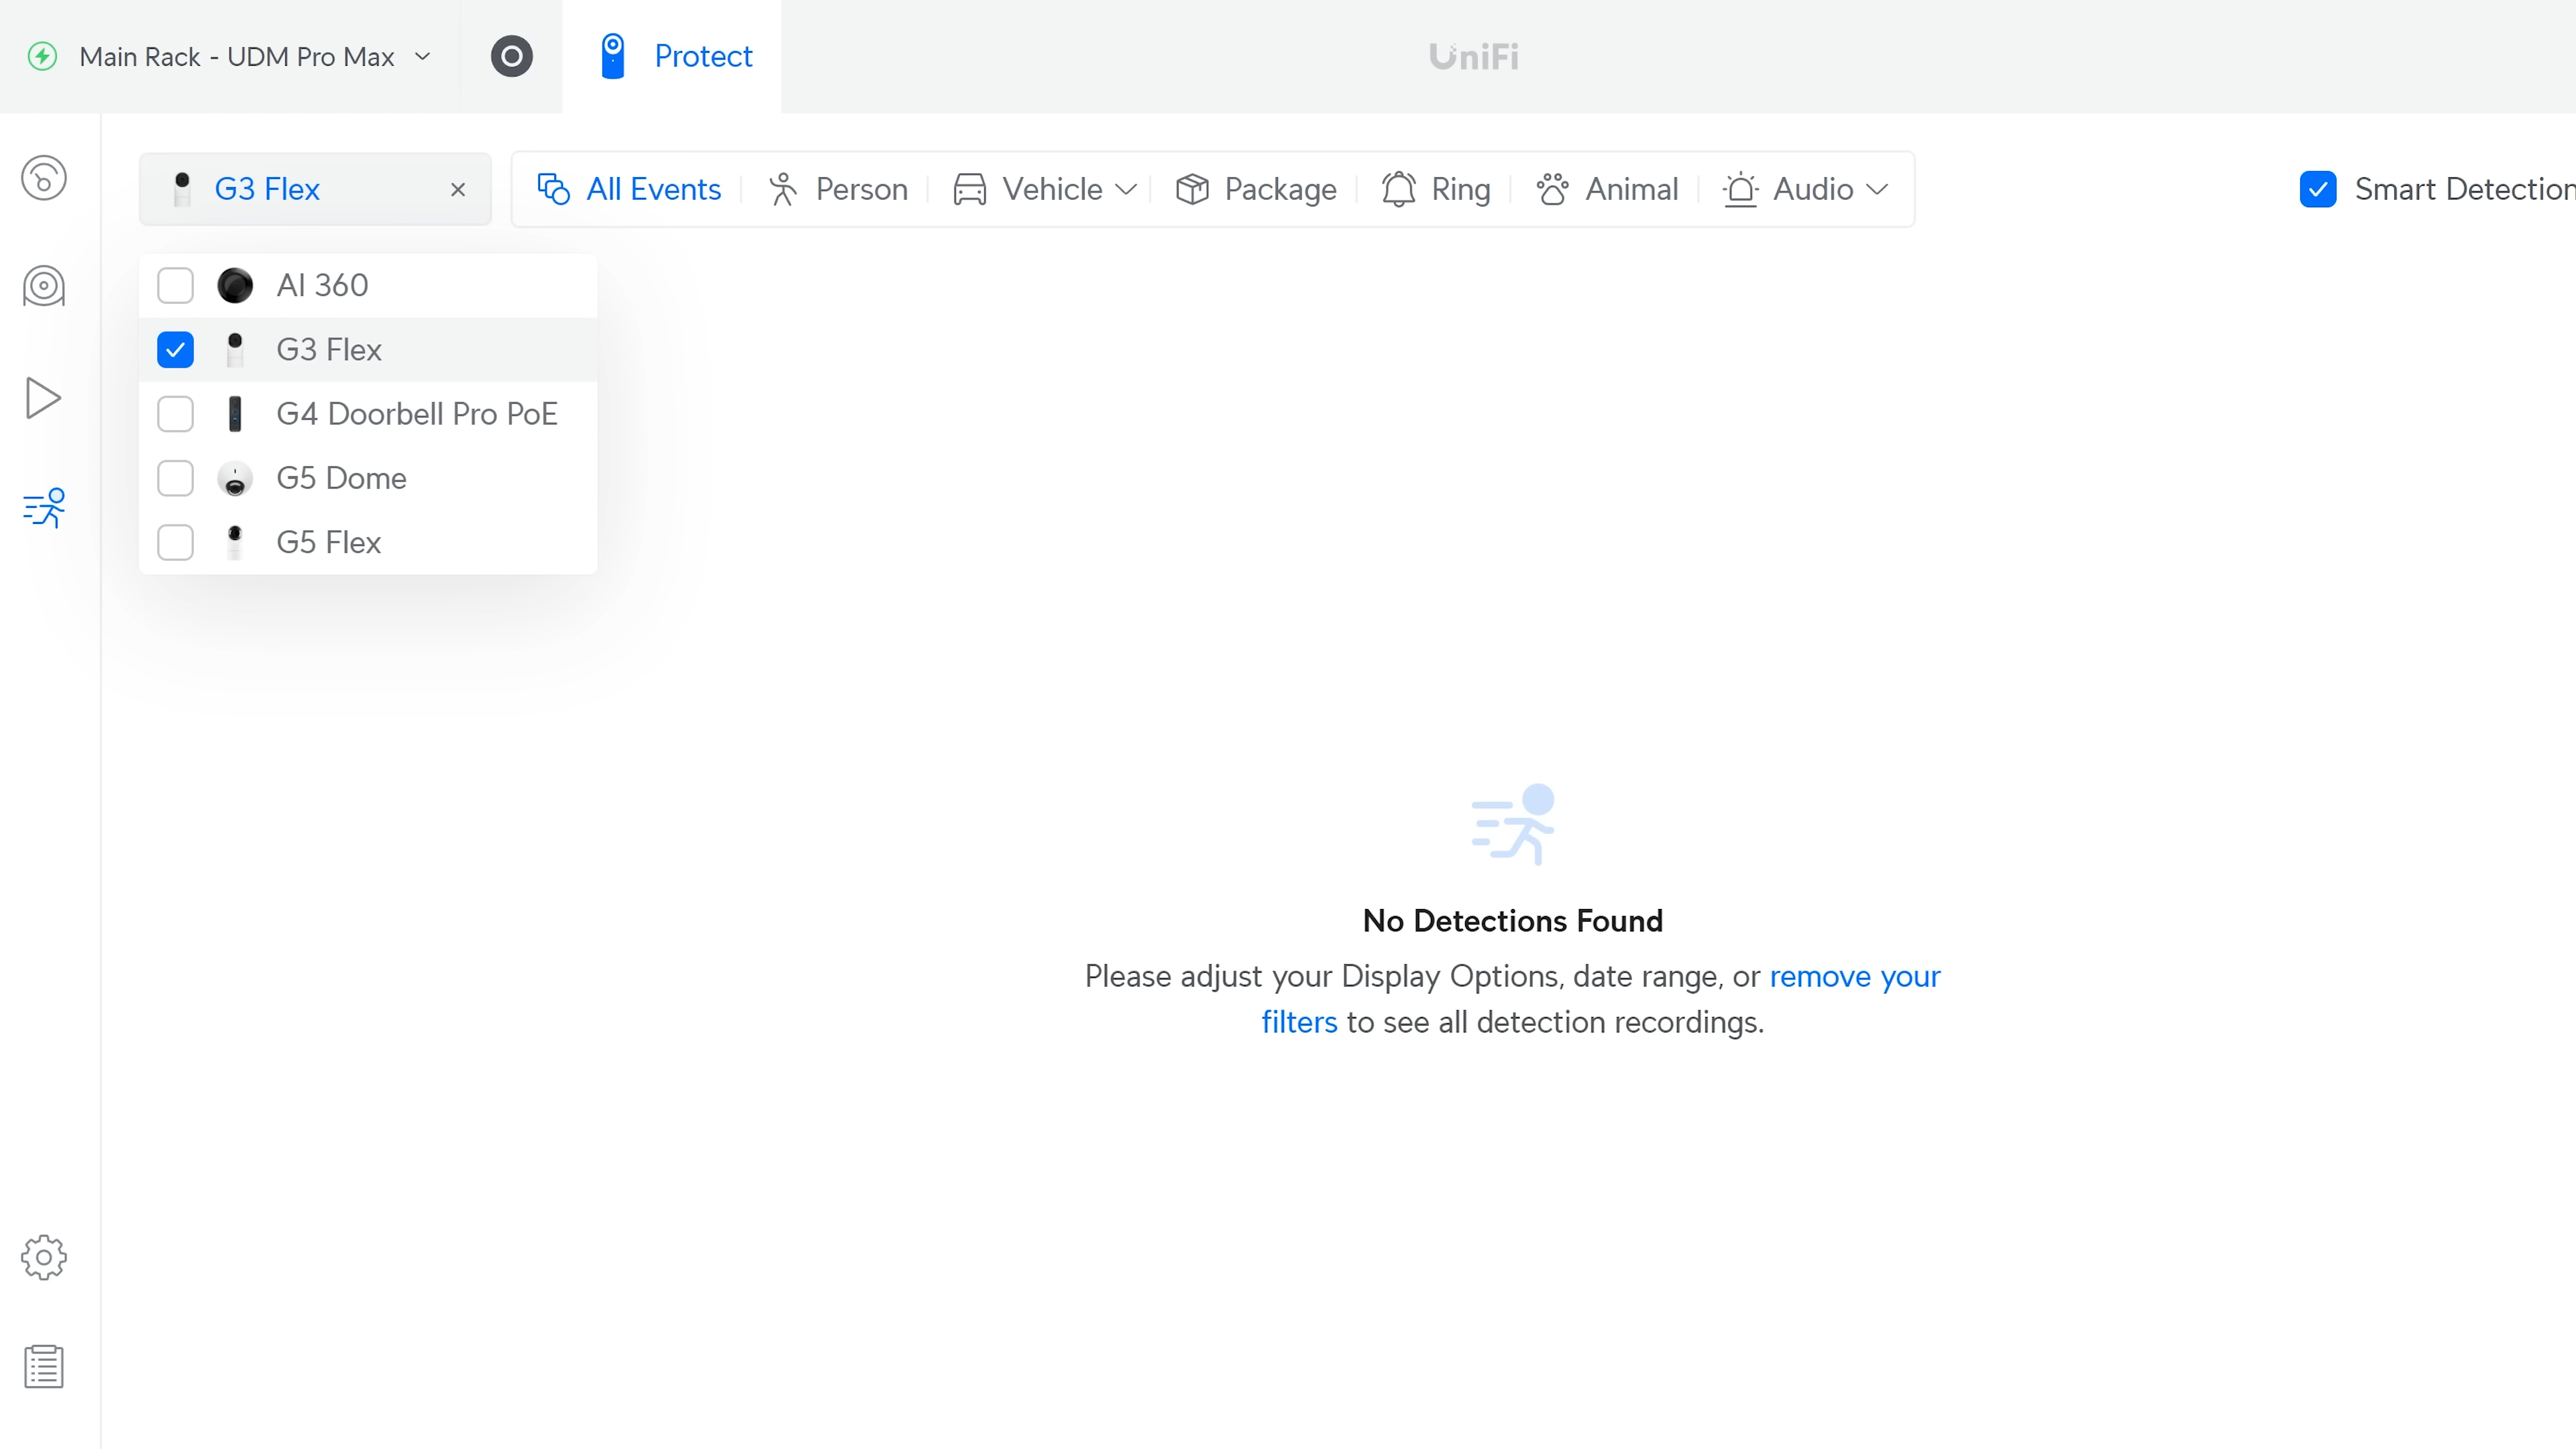 Main Rack - UDM Pro Max
Protect
UniFi
G3 Flex
All Events
Person
Vehicle
Package
Ring
Animal
Audio
Smart Detection
AI 360
G3 Flex
G4 Doorbell Pro PoE
G5 Dome
G5 Flex
No Detections Found
Please adjust your Display Options, date range, or remove your
filters to see all detection recordings.